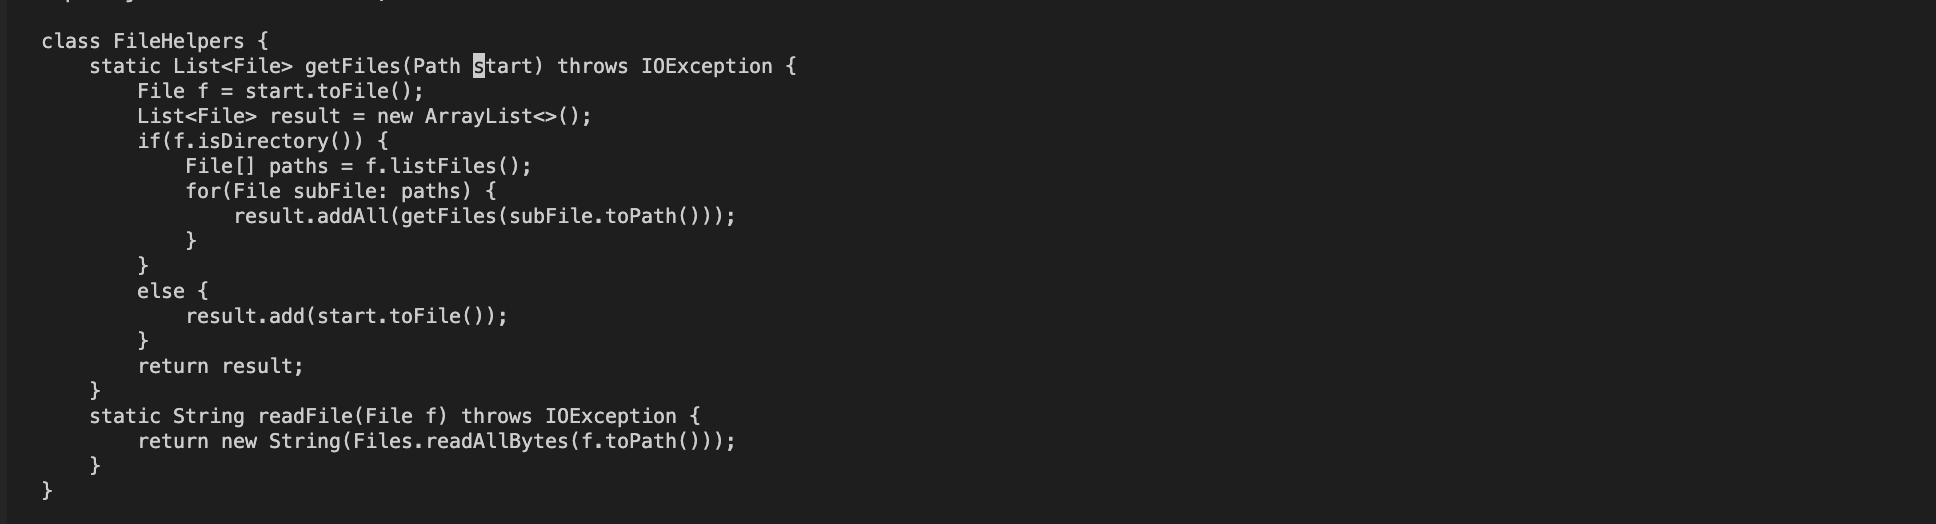 class FileHelpers {
    static List<File> getFiles(Path start) throws IOException {
        File f = start.toFile();
        List<File> result = new ArrayList<>();
        if(f.isDirectory()) {
            File[] paths = f.listFiles();
            for(File subFile: paths) {
                result.addAll(getFiles(subFile.toPath()));
            }
        }
        else {
            result.add(start.toFile());
        }
        return result;
    }
    static String readFile(File f) throws IOException {
        return new String(Files.readAllBytes(f.toPath()));
    }
}